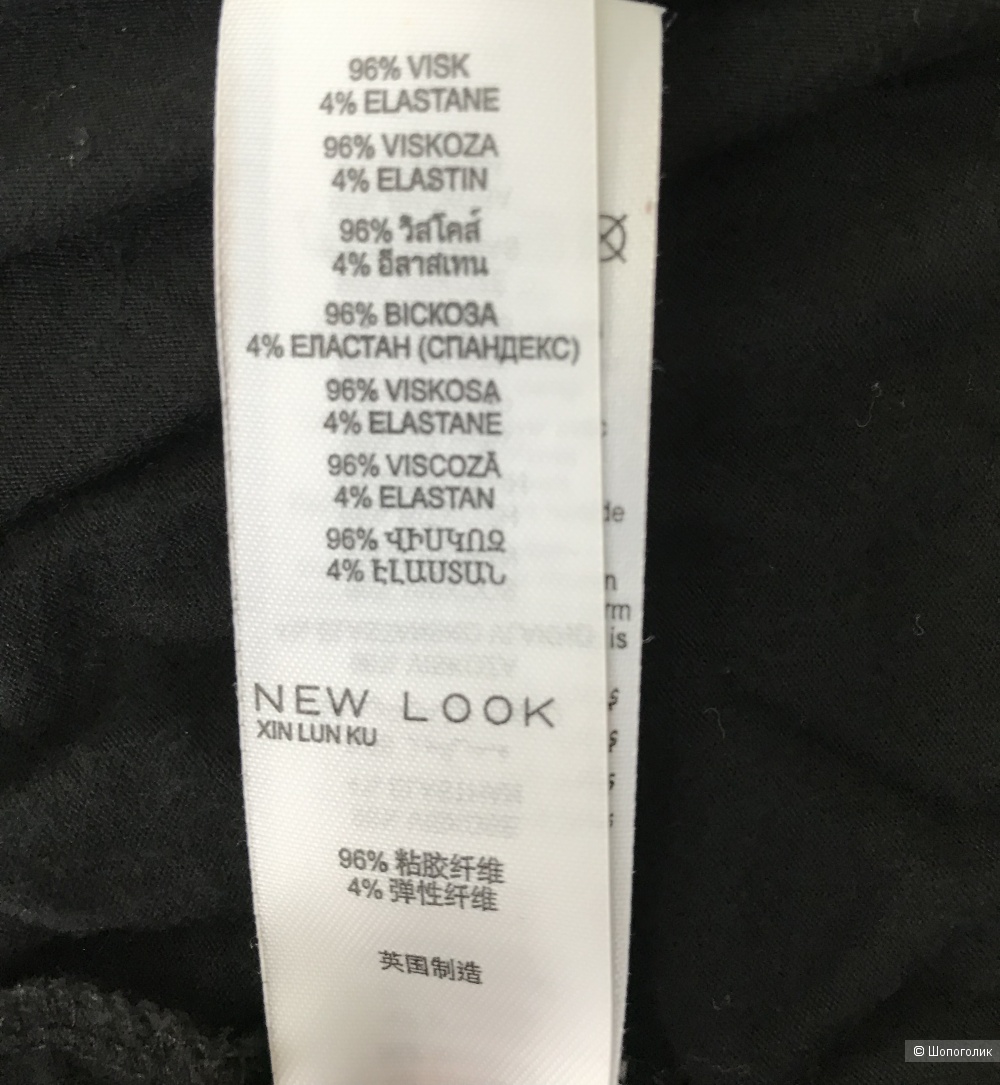 96% VISK
4% ELASTANE
96% VISKOZA
4% ELASTIN
96% วิสโคส์
4% อีลาสเทน
96% ВІСКОЗА
4% ЕЛАСТАН (СПАНДЕКС)
96% VISKOSA
4% ELASTANE
96% VISCOZĂ
4% ELASTAN
96% ՎԻՍԿՈԶ
4% ԷԼԱՍՏԱՆ
NEW LOOK
XIN LUN KU
96% 粘胶纤维
4% 弹性纤维
英国制造
is
© Шопоголик